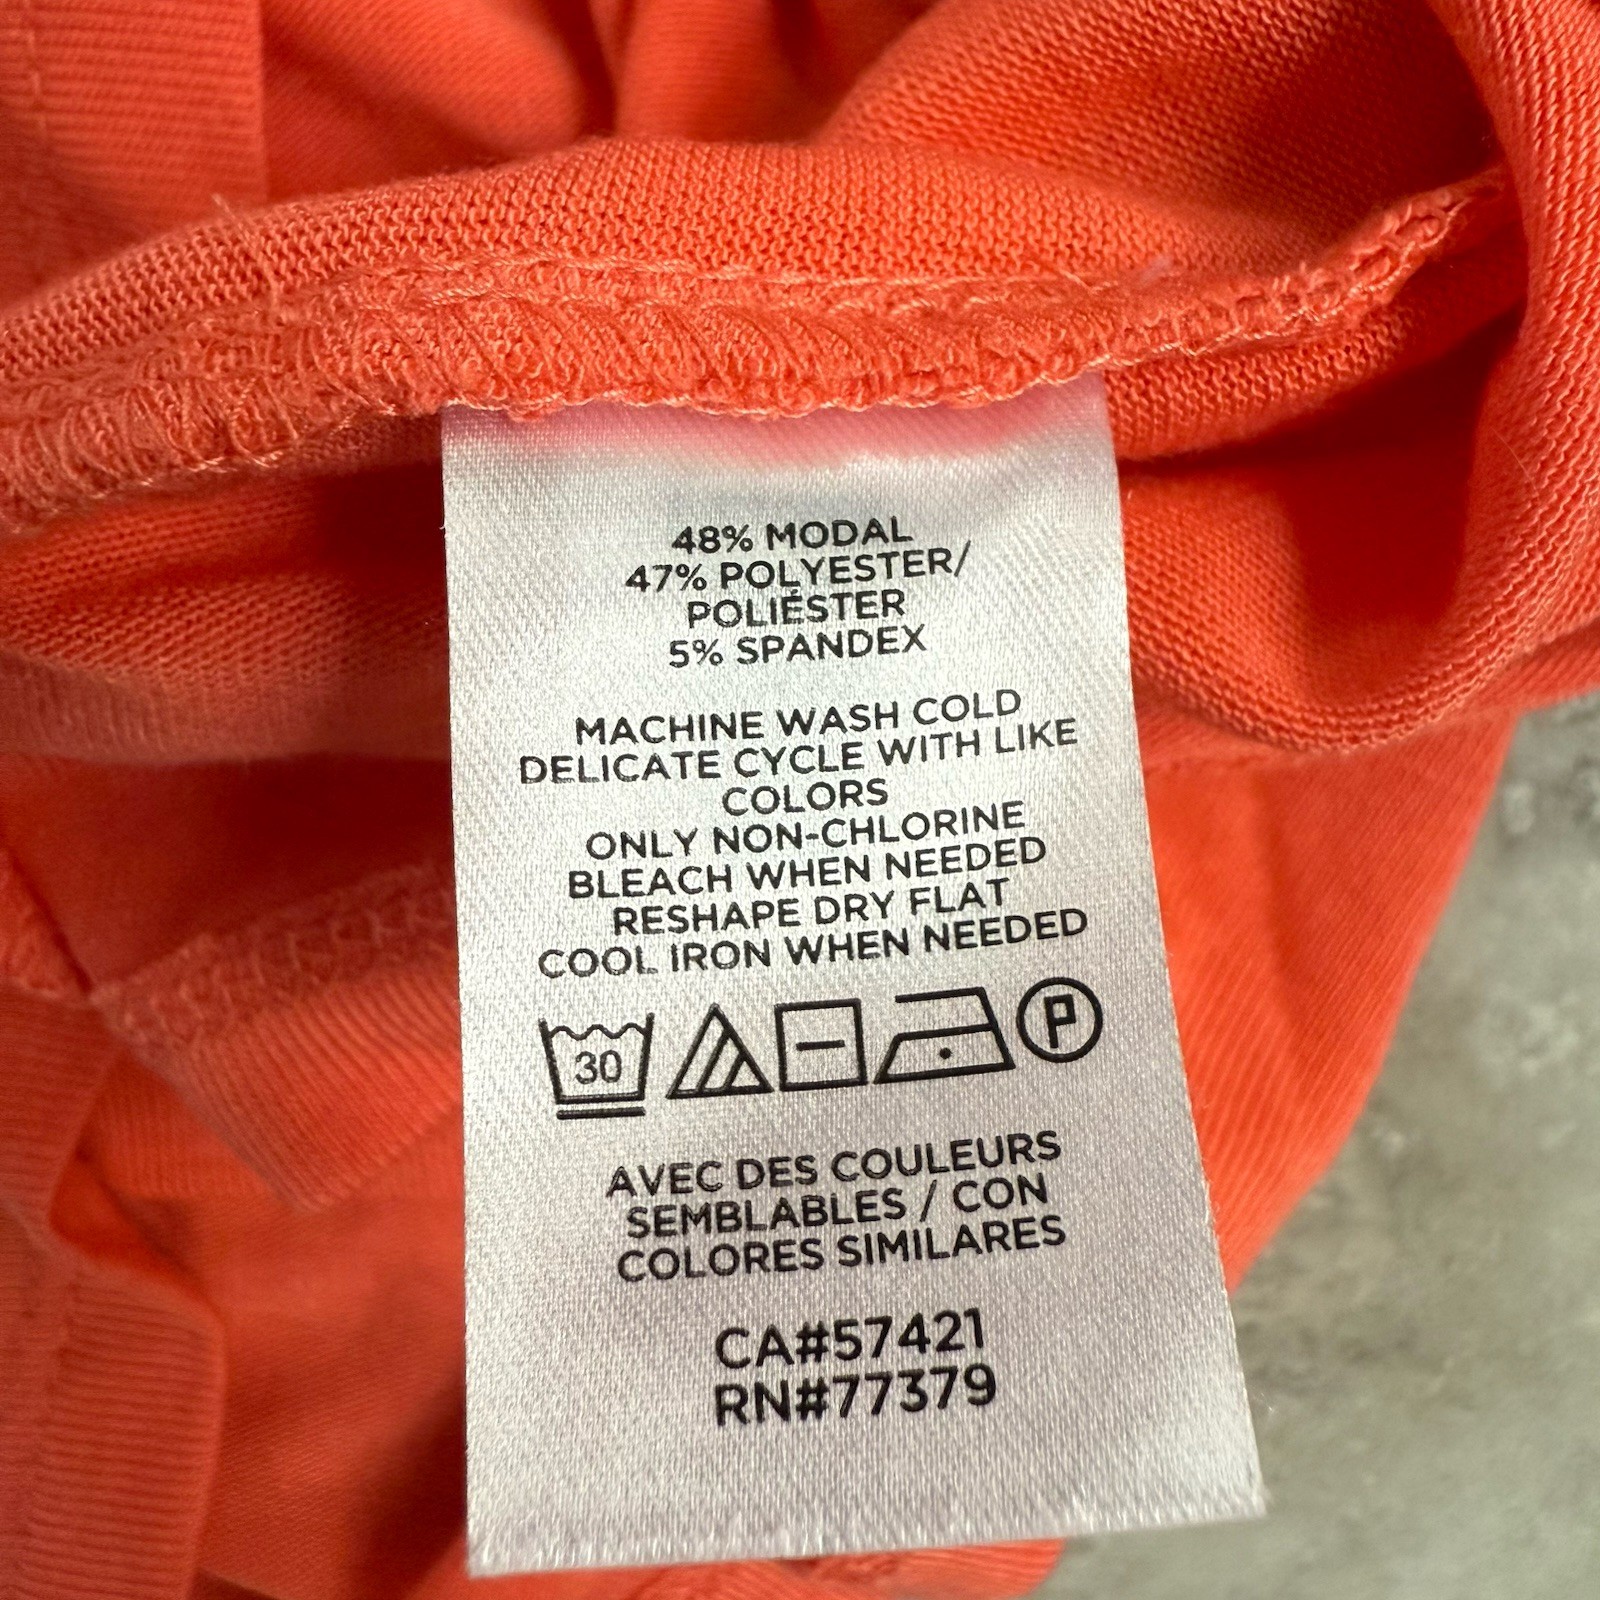 48% MODAL
47% POLYESTER/
POLIÉSTER
5% SPANDEX
MACHINE WASH COLD
DELICATE CYCLE WITH LIKE
COLORS
ONLY NON-CHLORINE
BLEACH WHEN NEEDED
RESHAPE DRY FLAT
COOL IRON WHEN NEEDED
30 P
AVEC DES COULEURS
SEMBLABLES / CON
COLORES SIMILARES
CA#57421
RN#77379